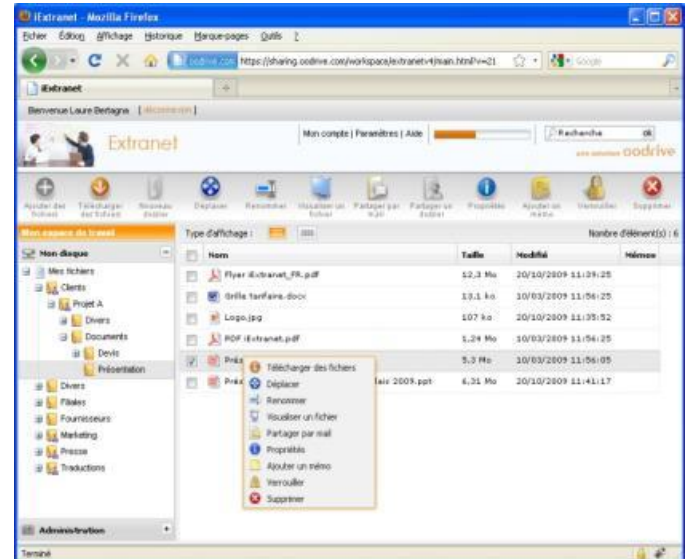 iExtranet - Mozilla Firefox
Fichier Édition Affichage Historique Marque-pages Outils ?
oodrive.com https://sharing.oodrive.com/workspace/extranetv4/main.html?v=21 Google
iExtranet
Bienvenue Laure Bertagna [ déconnexion ]
Extranet Mon compte | Paramètres | Aide Recherche ok
une solution oodrive
Ajouter des fichiers Télécharger des fichiers Nouveau dossier Déplacer Renommer Visualiser un fichier Partager par mail Partager un dossier Propriétés Ajouter un mémo Verrouiller Supprimer
Mon espace de travail Type d'affichage : Nombre d'élément(s) : 6
Mon disque Nom Taille Modifié Mémos
Mes fichiers
Flyer iExtranet_FR.pdf 12,3 Mo 20/10/2009 11:39:25
Clients
Grille tarifaire.docx 10/03/2009 11:56:25
Projet A
Logo.jpg 107 ko 20/10/2009 11:35:52
Divers
Documents
PDF iExtranet.pdf 1,24 Mo 10/03/2009 11:56:25
Devis
Présentation
5,3 Mo 10/03/2009 11:56:05
2009.ppt 6,31 Mo 20/10/2009 11:41:17
Divers
Filiales
Fournisseurs
Marketing
Presse
Traductions
Télécharger des fichiers
Déplacer
Renommer
Visualiser un fichier
Partager par mail
Propriétés
Ajouter un mémo
Verrouiller
Supprimer
Administration
Terminé